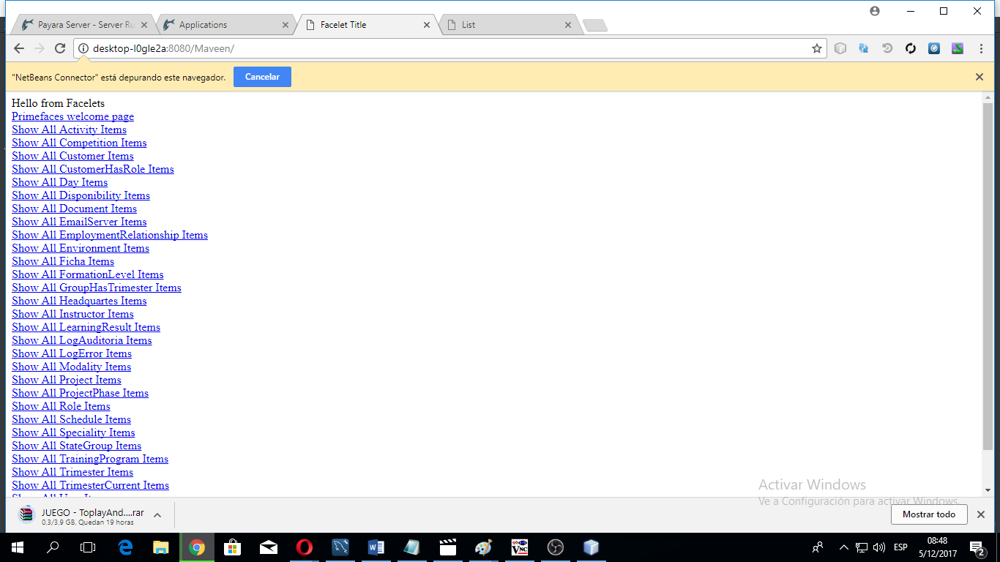 Payara Server - Server Ru
Applications
Facelet Title
List
desktop-l0gle2a:8080/Maveen/
"NetBeans Connector" está depurando este navegador.
Cancelar
Hello from Facelets
Primefaces welcome page
Show All Activity Items
Show All Competition Items
Show All Customer Items
Show All CustomerHasRole Items
Show All Day Items
Show All Disponibility Items
Show All Document Items
Show All EmailServer Items
Show All EmploymentRelationship Items
Show All Environment Items
Show All Ficha Items
Show All FormationLevel Items
Show All GroupHasTrimester Items
Show All Headquartes Items
Show All Instructor Items
Show All LearningResult Items
Show All LogAuditoria Items
Show All LogError Items
Show All Modality Items
Show All Project Items
Show All ProjectPhase Items
Show All Role Items
Show All Schedule Items
Show All Speciality Items
Show All StateGroup Items
Show All TrainingProgram Items
Show All Trimester Items
Show All TrimesterCurrent Items
Activar Windows
Ve a Configuración para activar Windows.
JUEGO - ToplayAnd....rar
0,3/3,9 GB, Quedan 19 horas
Mostrar todo
ESP
08:48
5/12/2017
2